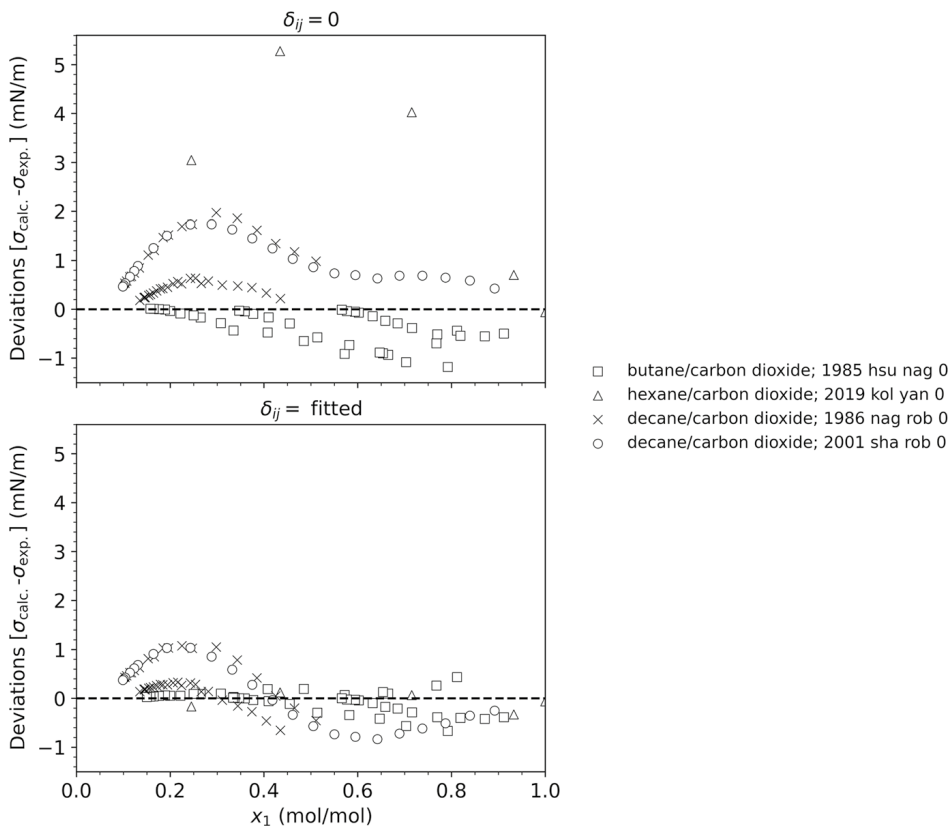 δij = 0
Deviations [σcalc. -σexp.] (mN/m)
5
4
3
2
1
0
−1
butane/carbon dioxide; 1985 hsu nag 0
hexane/carbon dioxide; 2019 kol yan 0
decane/carbon dioxide; 1986 nag rob 0
decane/carbon dioxide; 2001 sha rob 0
δij = fitted
Deviations [σcalc. -σexp.] (mN/m)
5
4
3
2
1
0
−1
0.0 0.2 0.4 0.6 0.8 1.0
x1 (mol/mol)